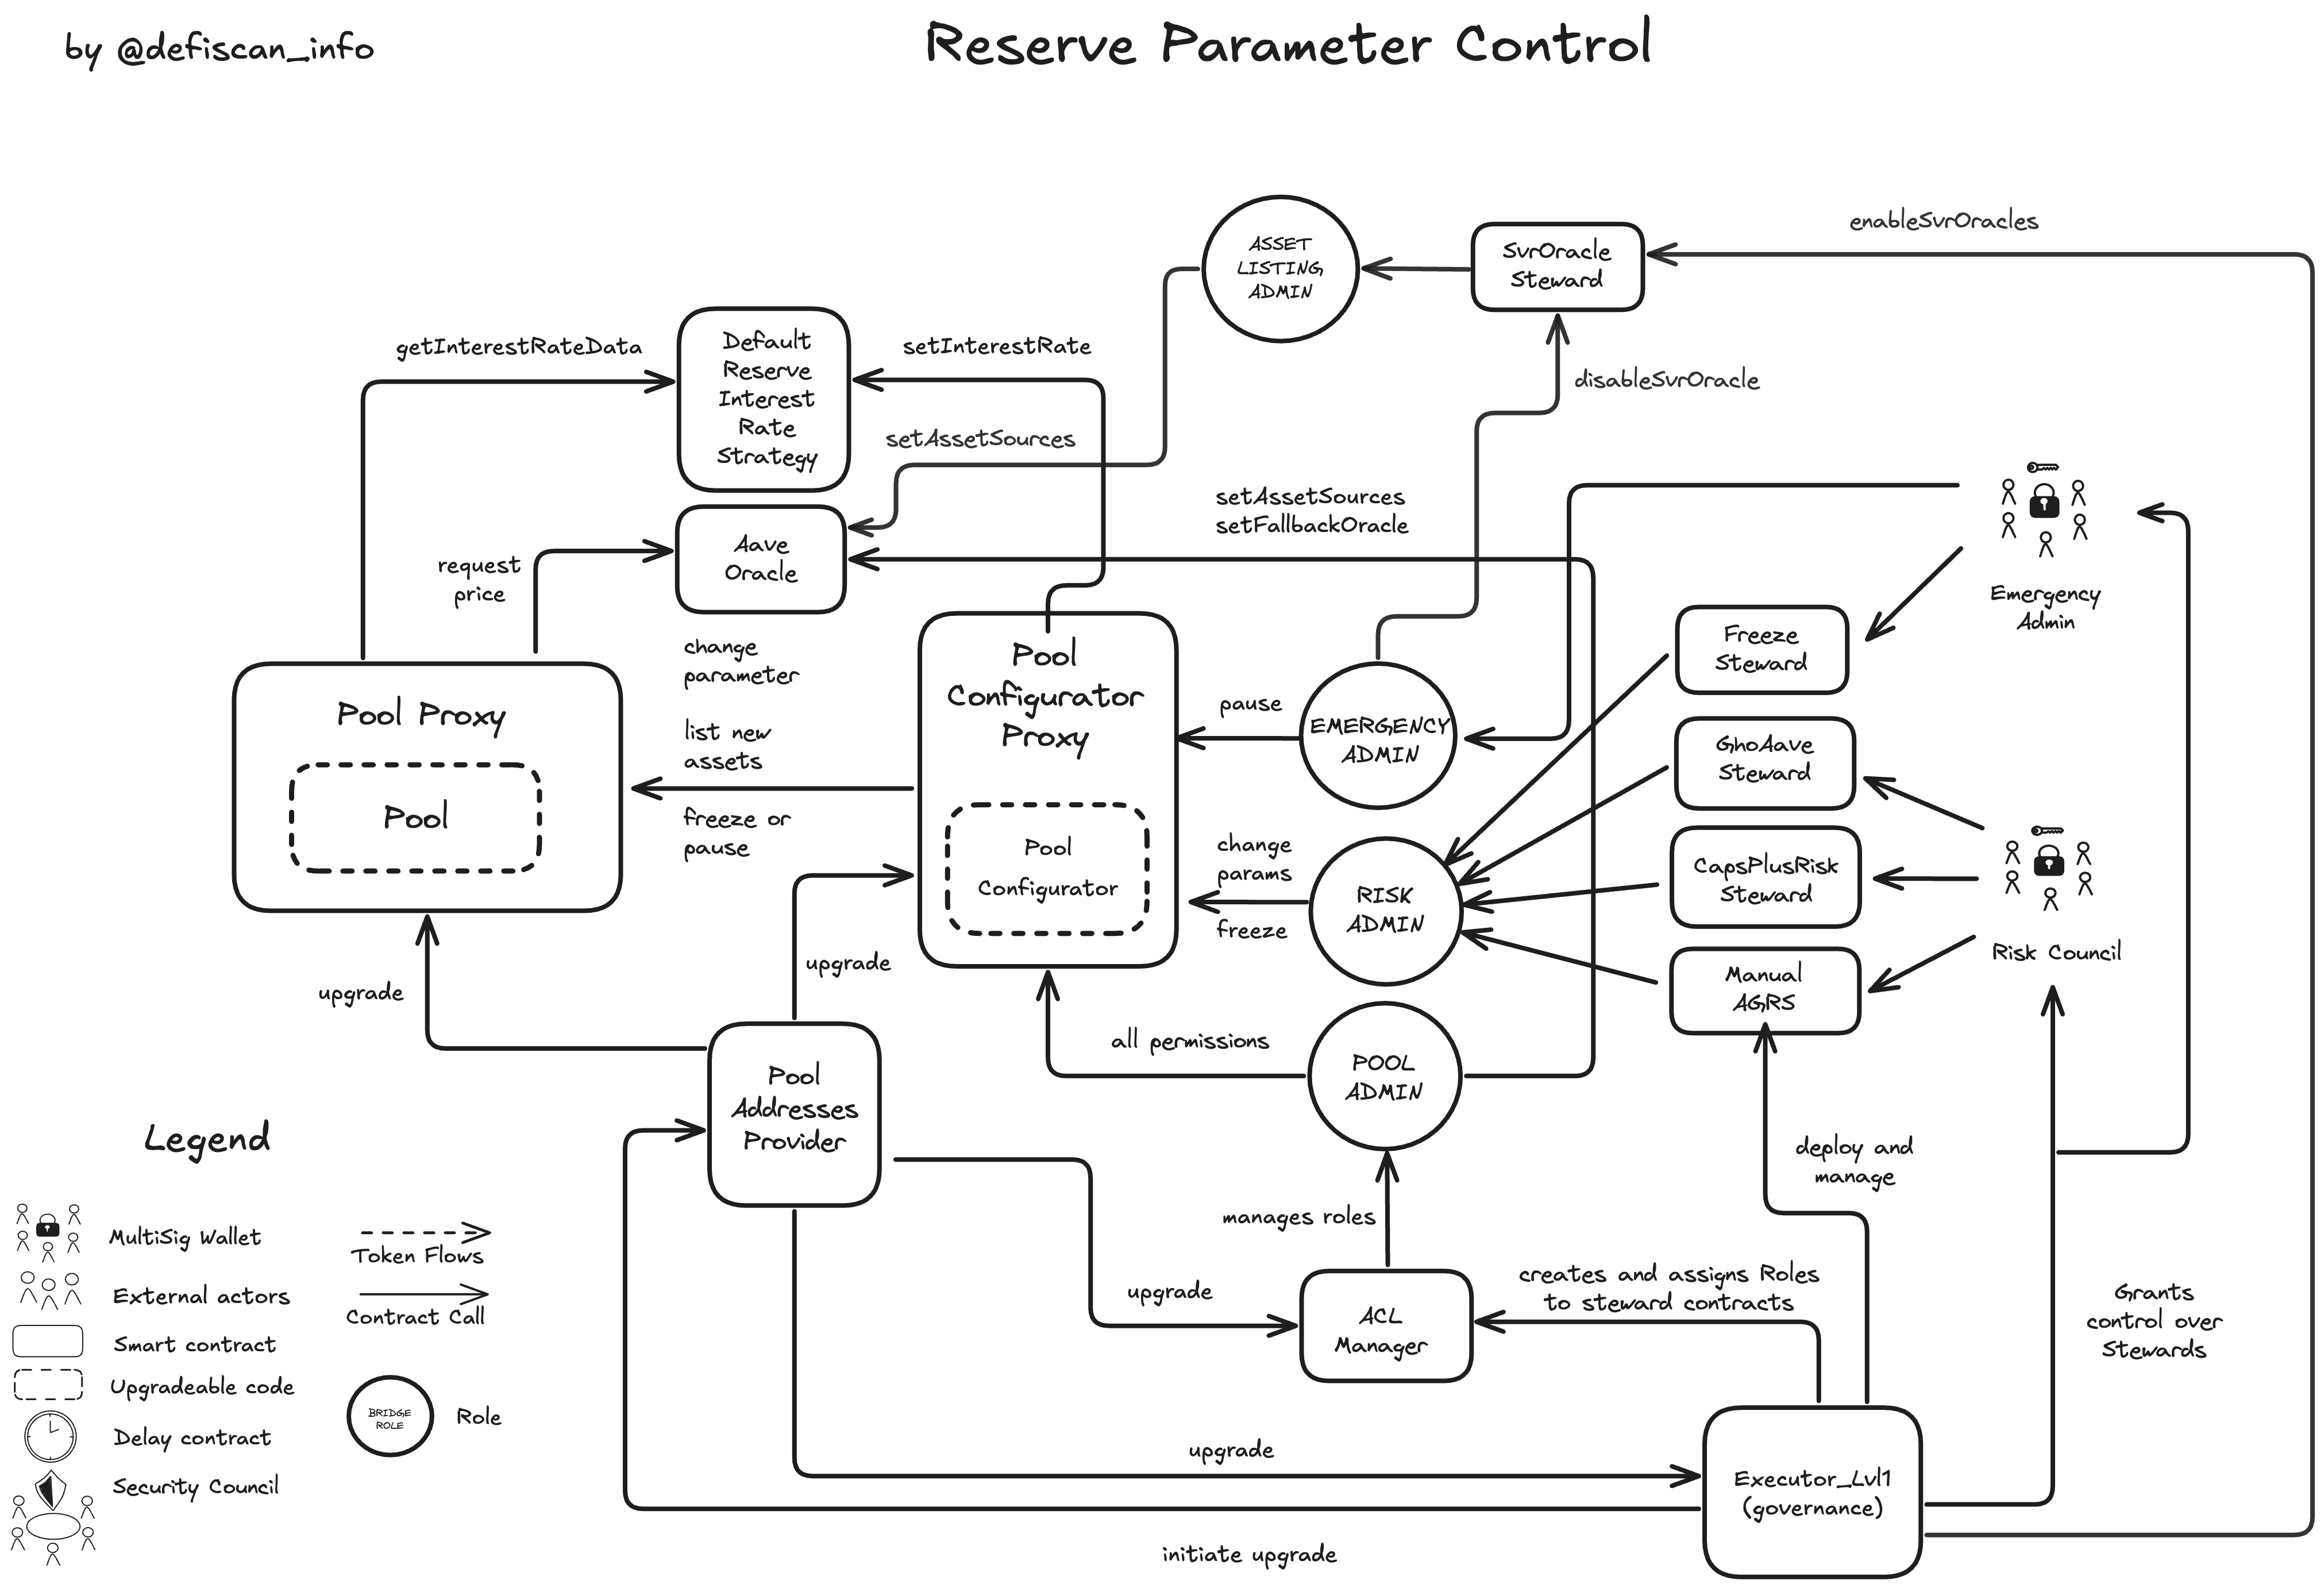 by @defiscan_info
Reserve Parameter Control
enableSvrOracles
ASSET
LISTING
ADMIN
SvrOracle
Steward
getInterestRateData
Default
Reserve
Interest
Rate
Strategy
setInterestRate
disableSvrOracle
setAssetSources
setAssetSources
setFallbackOracle
request
price
Aave
Oracle
Emergency
Admin
change
parameter
list new
assets
freeze or
pause
Pool Proxy
Pool
Pool
Configurator
Proxy
Pool
Configurator
pause
EMERGENCY
ADMIN
Freeze
Steward
GhoAave
Steward
CapsPlusRisk
Steward
Manual
AGRS
Risk Council
change
params
freeze
RISK
ADMIN
upgrade
upgrade
all permissions
POOL
ADMIN
Pool
Addresses
Provider
deploy and
manage
manages roles
upgrade
ACL
Manager
creates and assigns Roles
to steward contracts
Grants
control over
Stewards
upgrade
Executor_Lvl1
(governance)
initiate upgrade
Legend
MultiSig Wallet
External actors
Smart contract
Upgradeable code
Delay contract
Security Council
Token Flows
Contract Call
BRIDGE
ROLE
Role